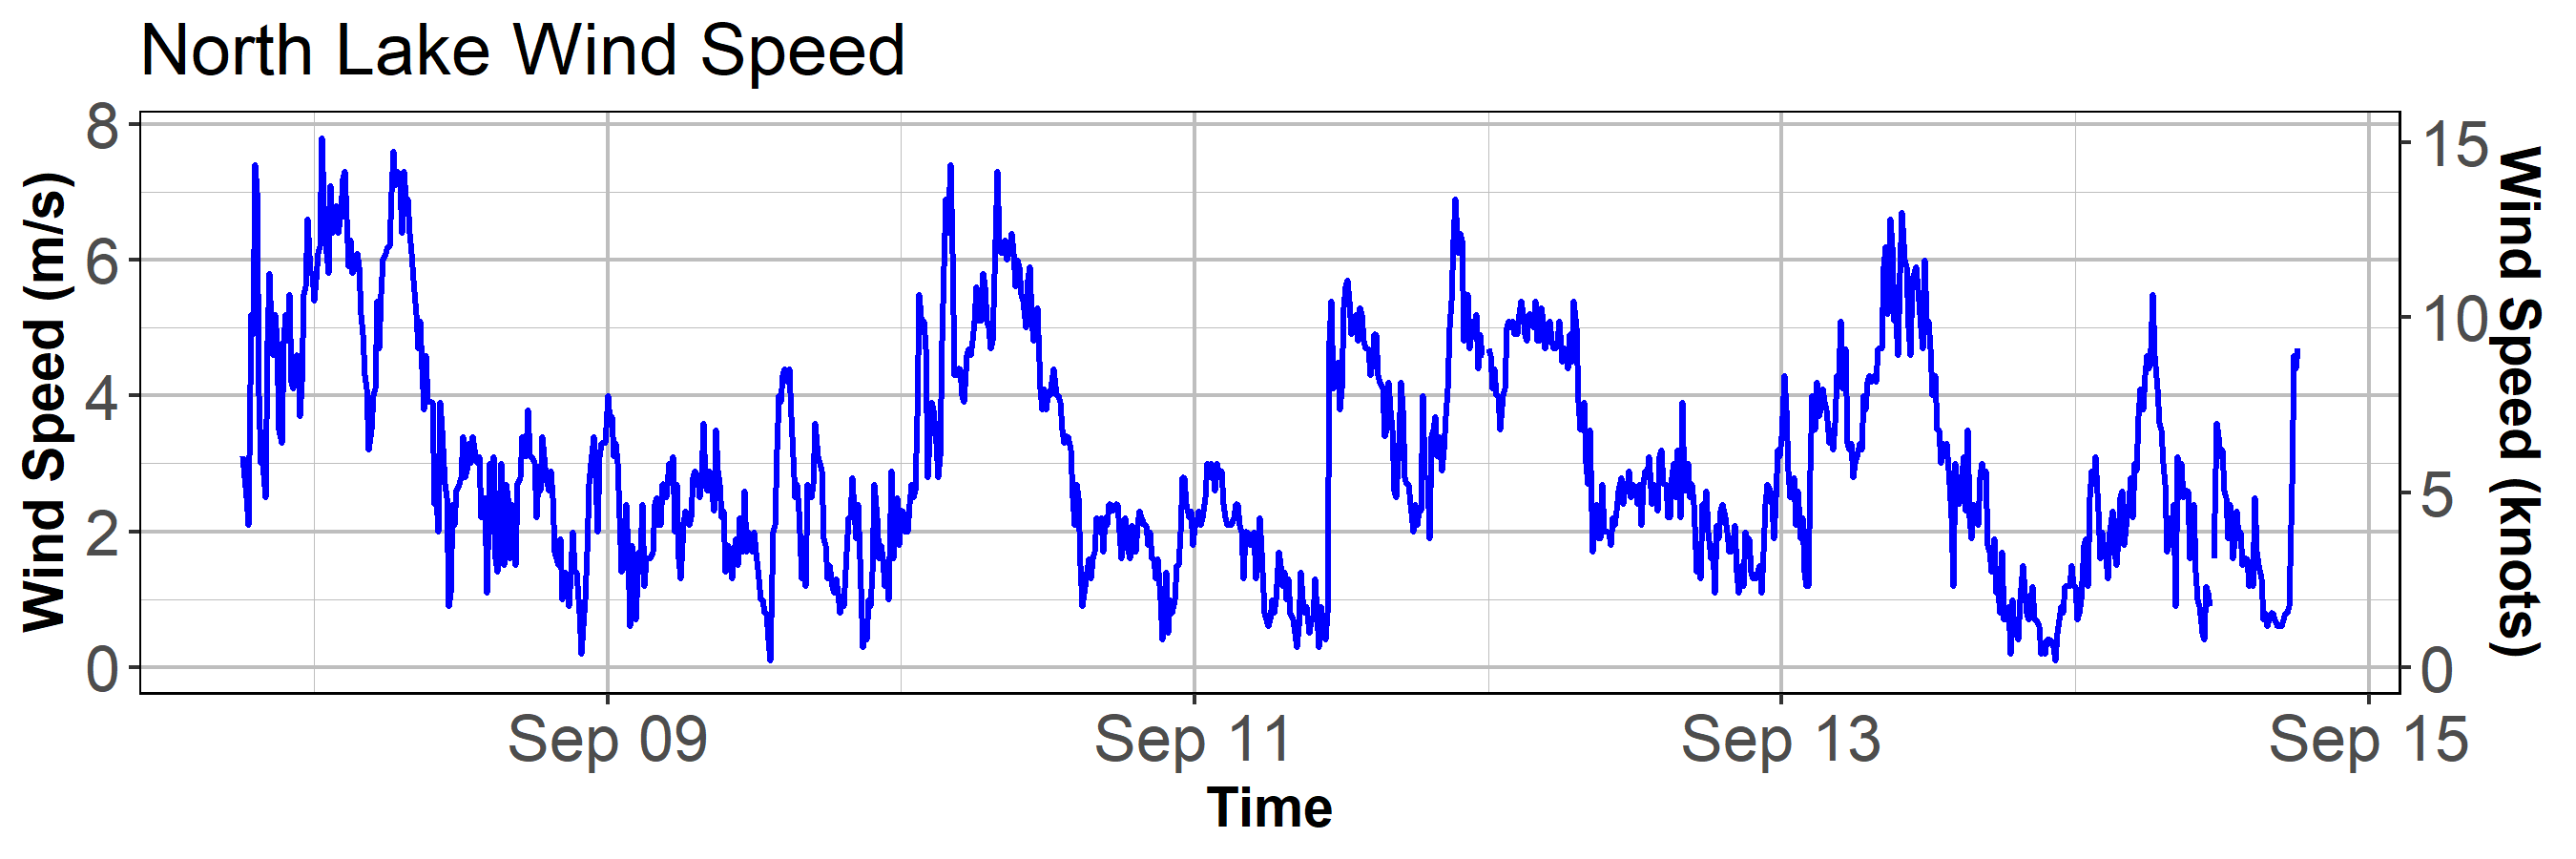 North Lake Wind Speed
8
6
4
2
0
Wind Speed (m/s)
15
10
5
0
Wind Speed (knots)
Sep 09 Sep 11 Sep 13 Sep 15
Time